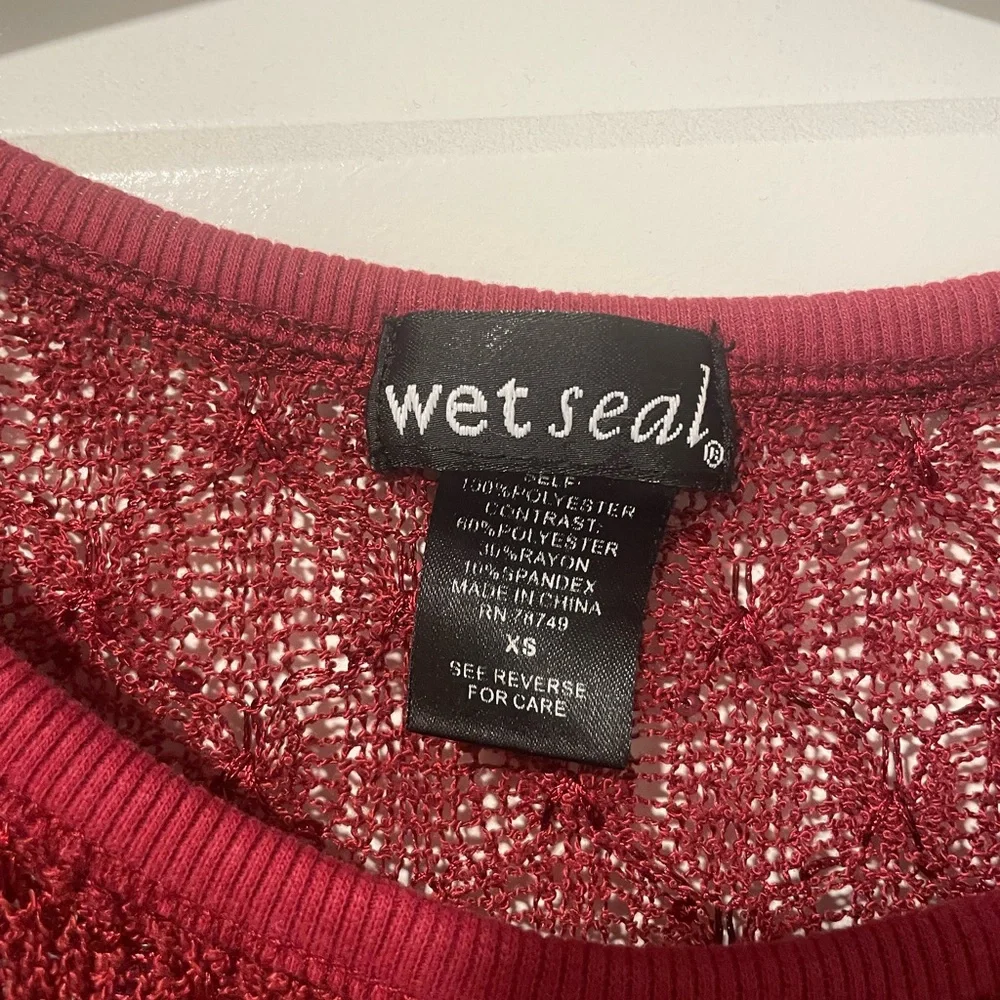 wet seal®
SELF:
100%POLYESTER
CONTRAST:
60%POLYESTER
30%RAYON
10%SPANDEX
MADE IN CHINA
RN 78749
XS
SEE REVERSE
FOR CARE